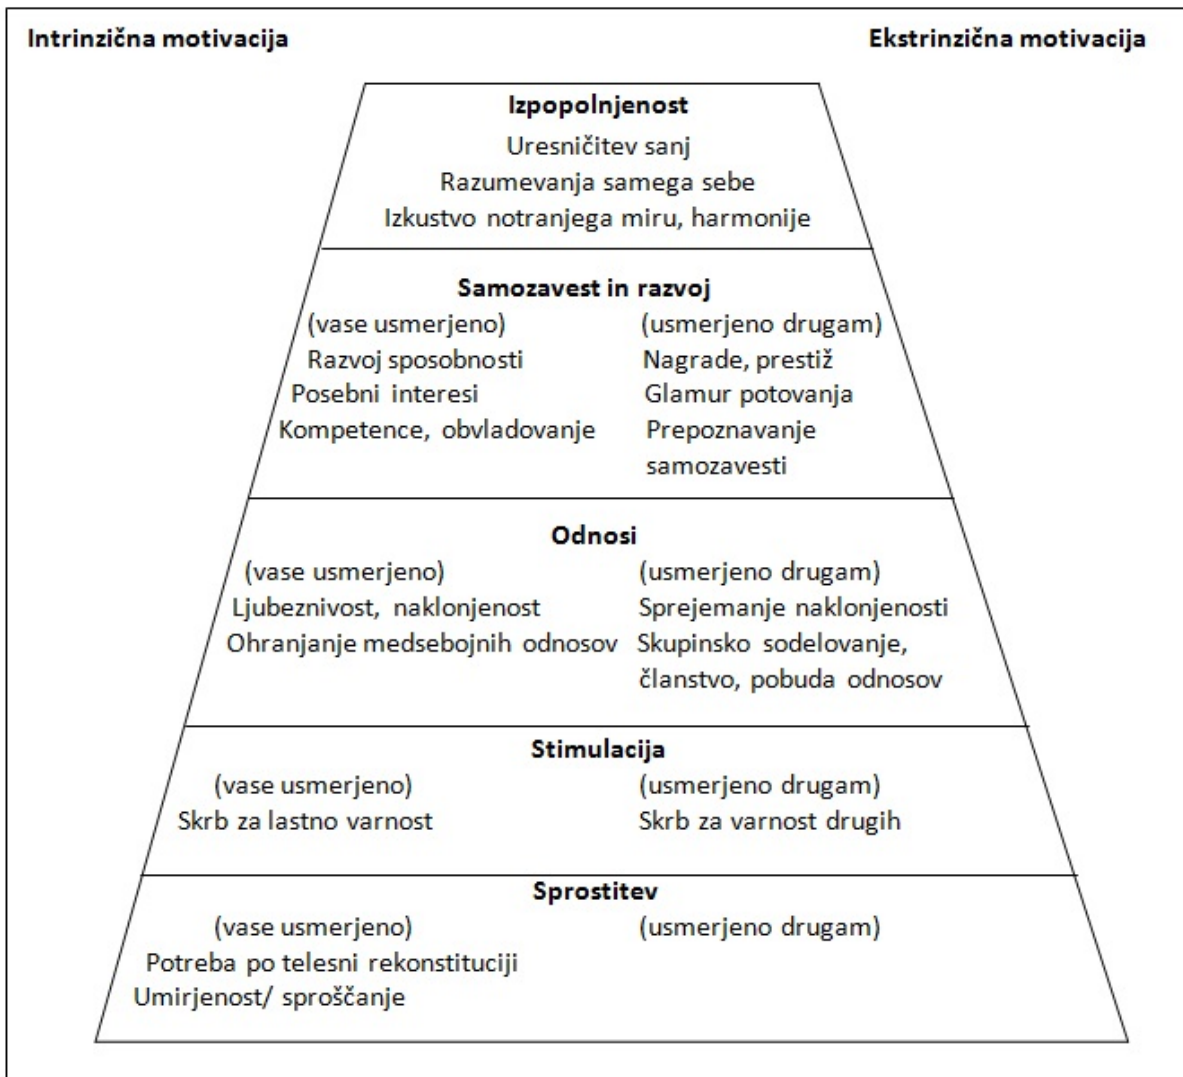 Intrinzična motivacija
Ekstrinzična motivacija
Izpopolnjenost
Uresničitev sanj
Razumevanja samega sebe
Izkustvo notranjega miru, harmonije
Samozavest in razvoj
(vase usmerjeno)
Razvoj sposobnosti
Posebni interesi
Kompetence, obvladovanje
(usmerjeno drugam)
Nagrade, prestiž
Glamur potovanja
Prepoznavanje
samozavesti
Odnosi
(vase usmerjeno)
Ljubeznivost, naklonjenost
Ohranjanje medsebojnih odnosov
(usmerjeno drugam)
Sprejemanje naklonjenosti
Skupinsko sodelovanje,
članstvo, pobuda odnosov
Stimulacija
(vase usmerjeno)
Skrb za lastno varnost
(usmerjeno drugam)
Skrb za varnost drugih
Sprostitev
(vase usmerjeno)
Potreba po telesni rekonstituciji
Umirjenost/ sproščanje
(usmerjeno drugam)